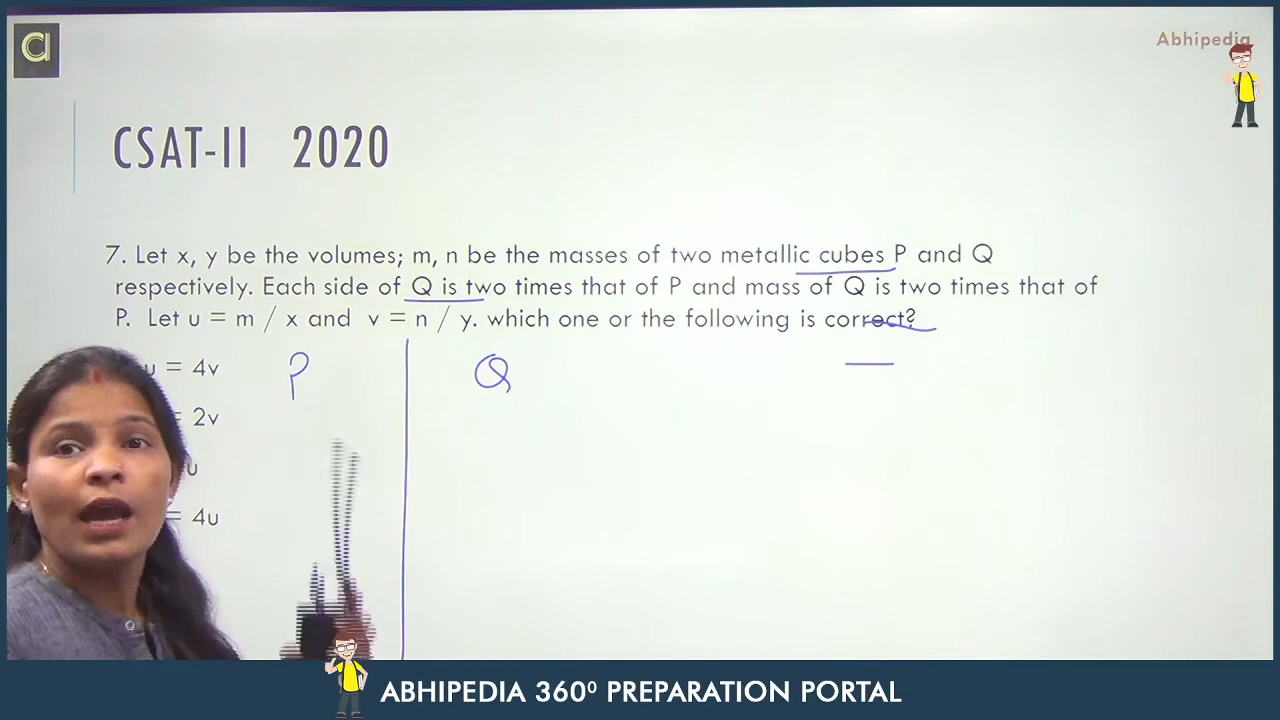 a
Abhipedia
CSAT-II 2020
7. Let x, y be the volumes; m, n be the masses of two metallic cubes P and Q
respectively. Each side of Q is two times that of P and mass of Q is two times that of
P. Let u = m / x and v = n / y. which one or the following is correct?
u = 4v
P
Q
= 2v
u
= 4u
ABHIPEDIA 360⁰ PREPARATION PORTAL